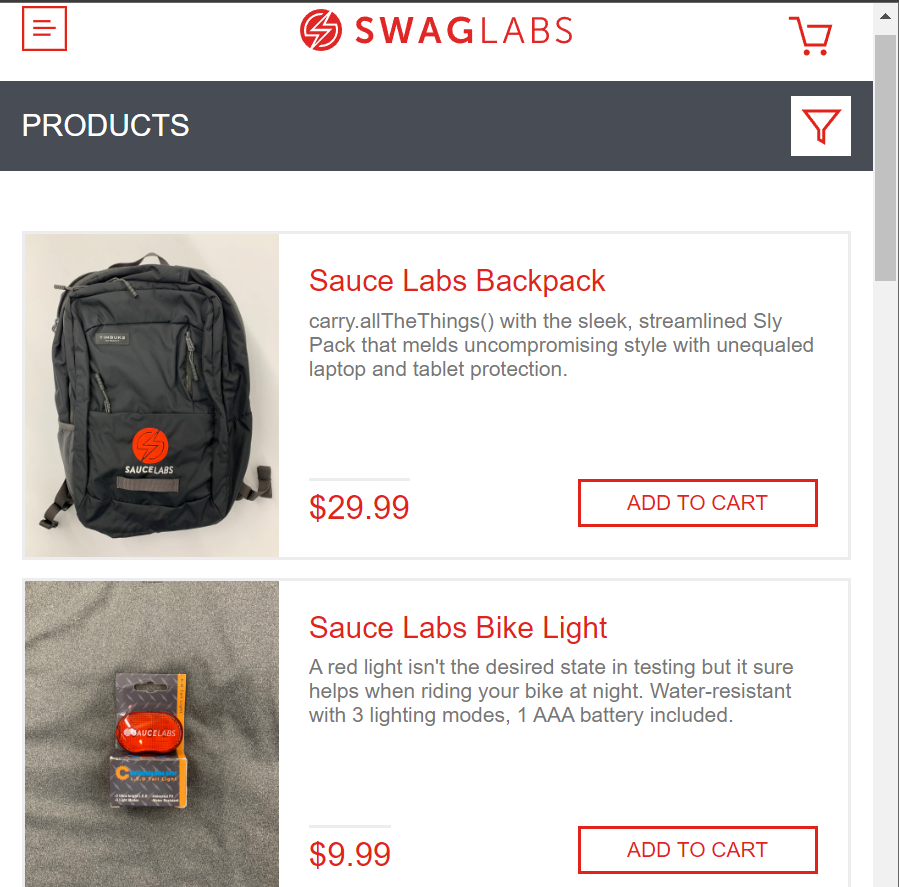 SWAGLABS
PRODUCTS
Sauce Labs Backpack
carry.allTheThings() with the sleek, streamlined Sly
Pack that melds uncompromising style with unequaled
laptop and tablet protection.
SAUCELABS
$29.99
ADD TO CART
Sauce Labs Bike Light
A red light isn't the desired state in testing but it sure
helps when riding your bike at night. Water-resistant
with 3 lighting modes, 1 AAA battery included.
SAUCELABS
$9.99
ADD TO CART